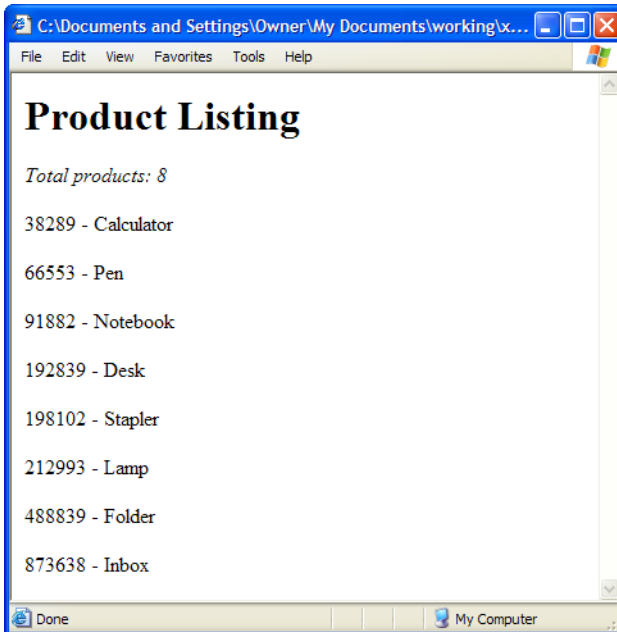 C:\Documents and Settings\Owner\My Documents\working\x...
File Edit View Favorites Tools Help
Product Listing
Total products: 8
38289 - Calculator
66553 - Pen
91882 - Notebook
192839 - Desk
198102 - Stapler
212993 - Lamp
488839 - Folder
873638 - Inbox
Done My Computer